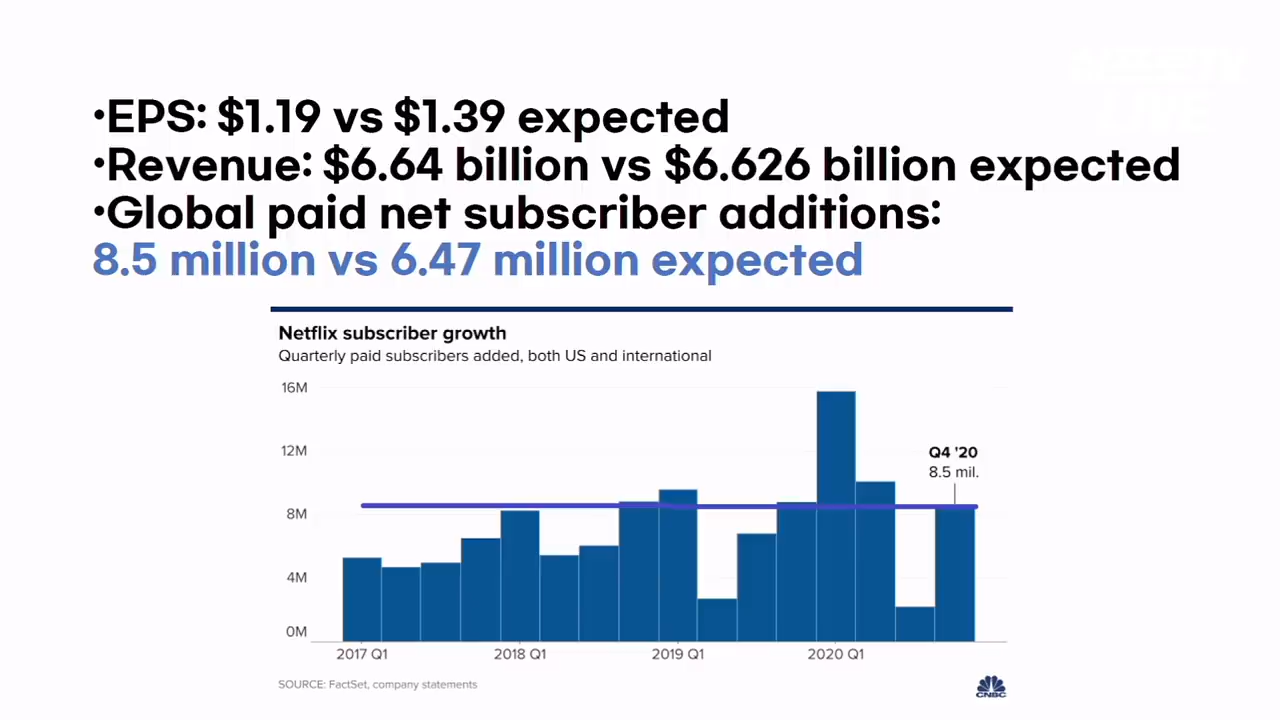 •EPS: $1.19 vs $1.39 expected
•Revenue: $6.64 billion vs $6.626 billion expected
•Global paid net subscriber additions:
8.5 million vs 6.47 million expected
Netflix subscriber growth
Quarterly paid subscribers added, both US and international
16M
12M
Q4 '20
8.5 mil.
8M
4M
0M
2017 Q1
2018 Q1
2019 Q1
2020 Q1
SOURCE: FactSet, company statements
CNBC